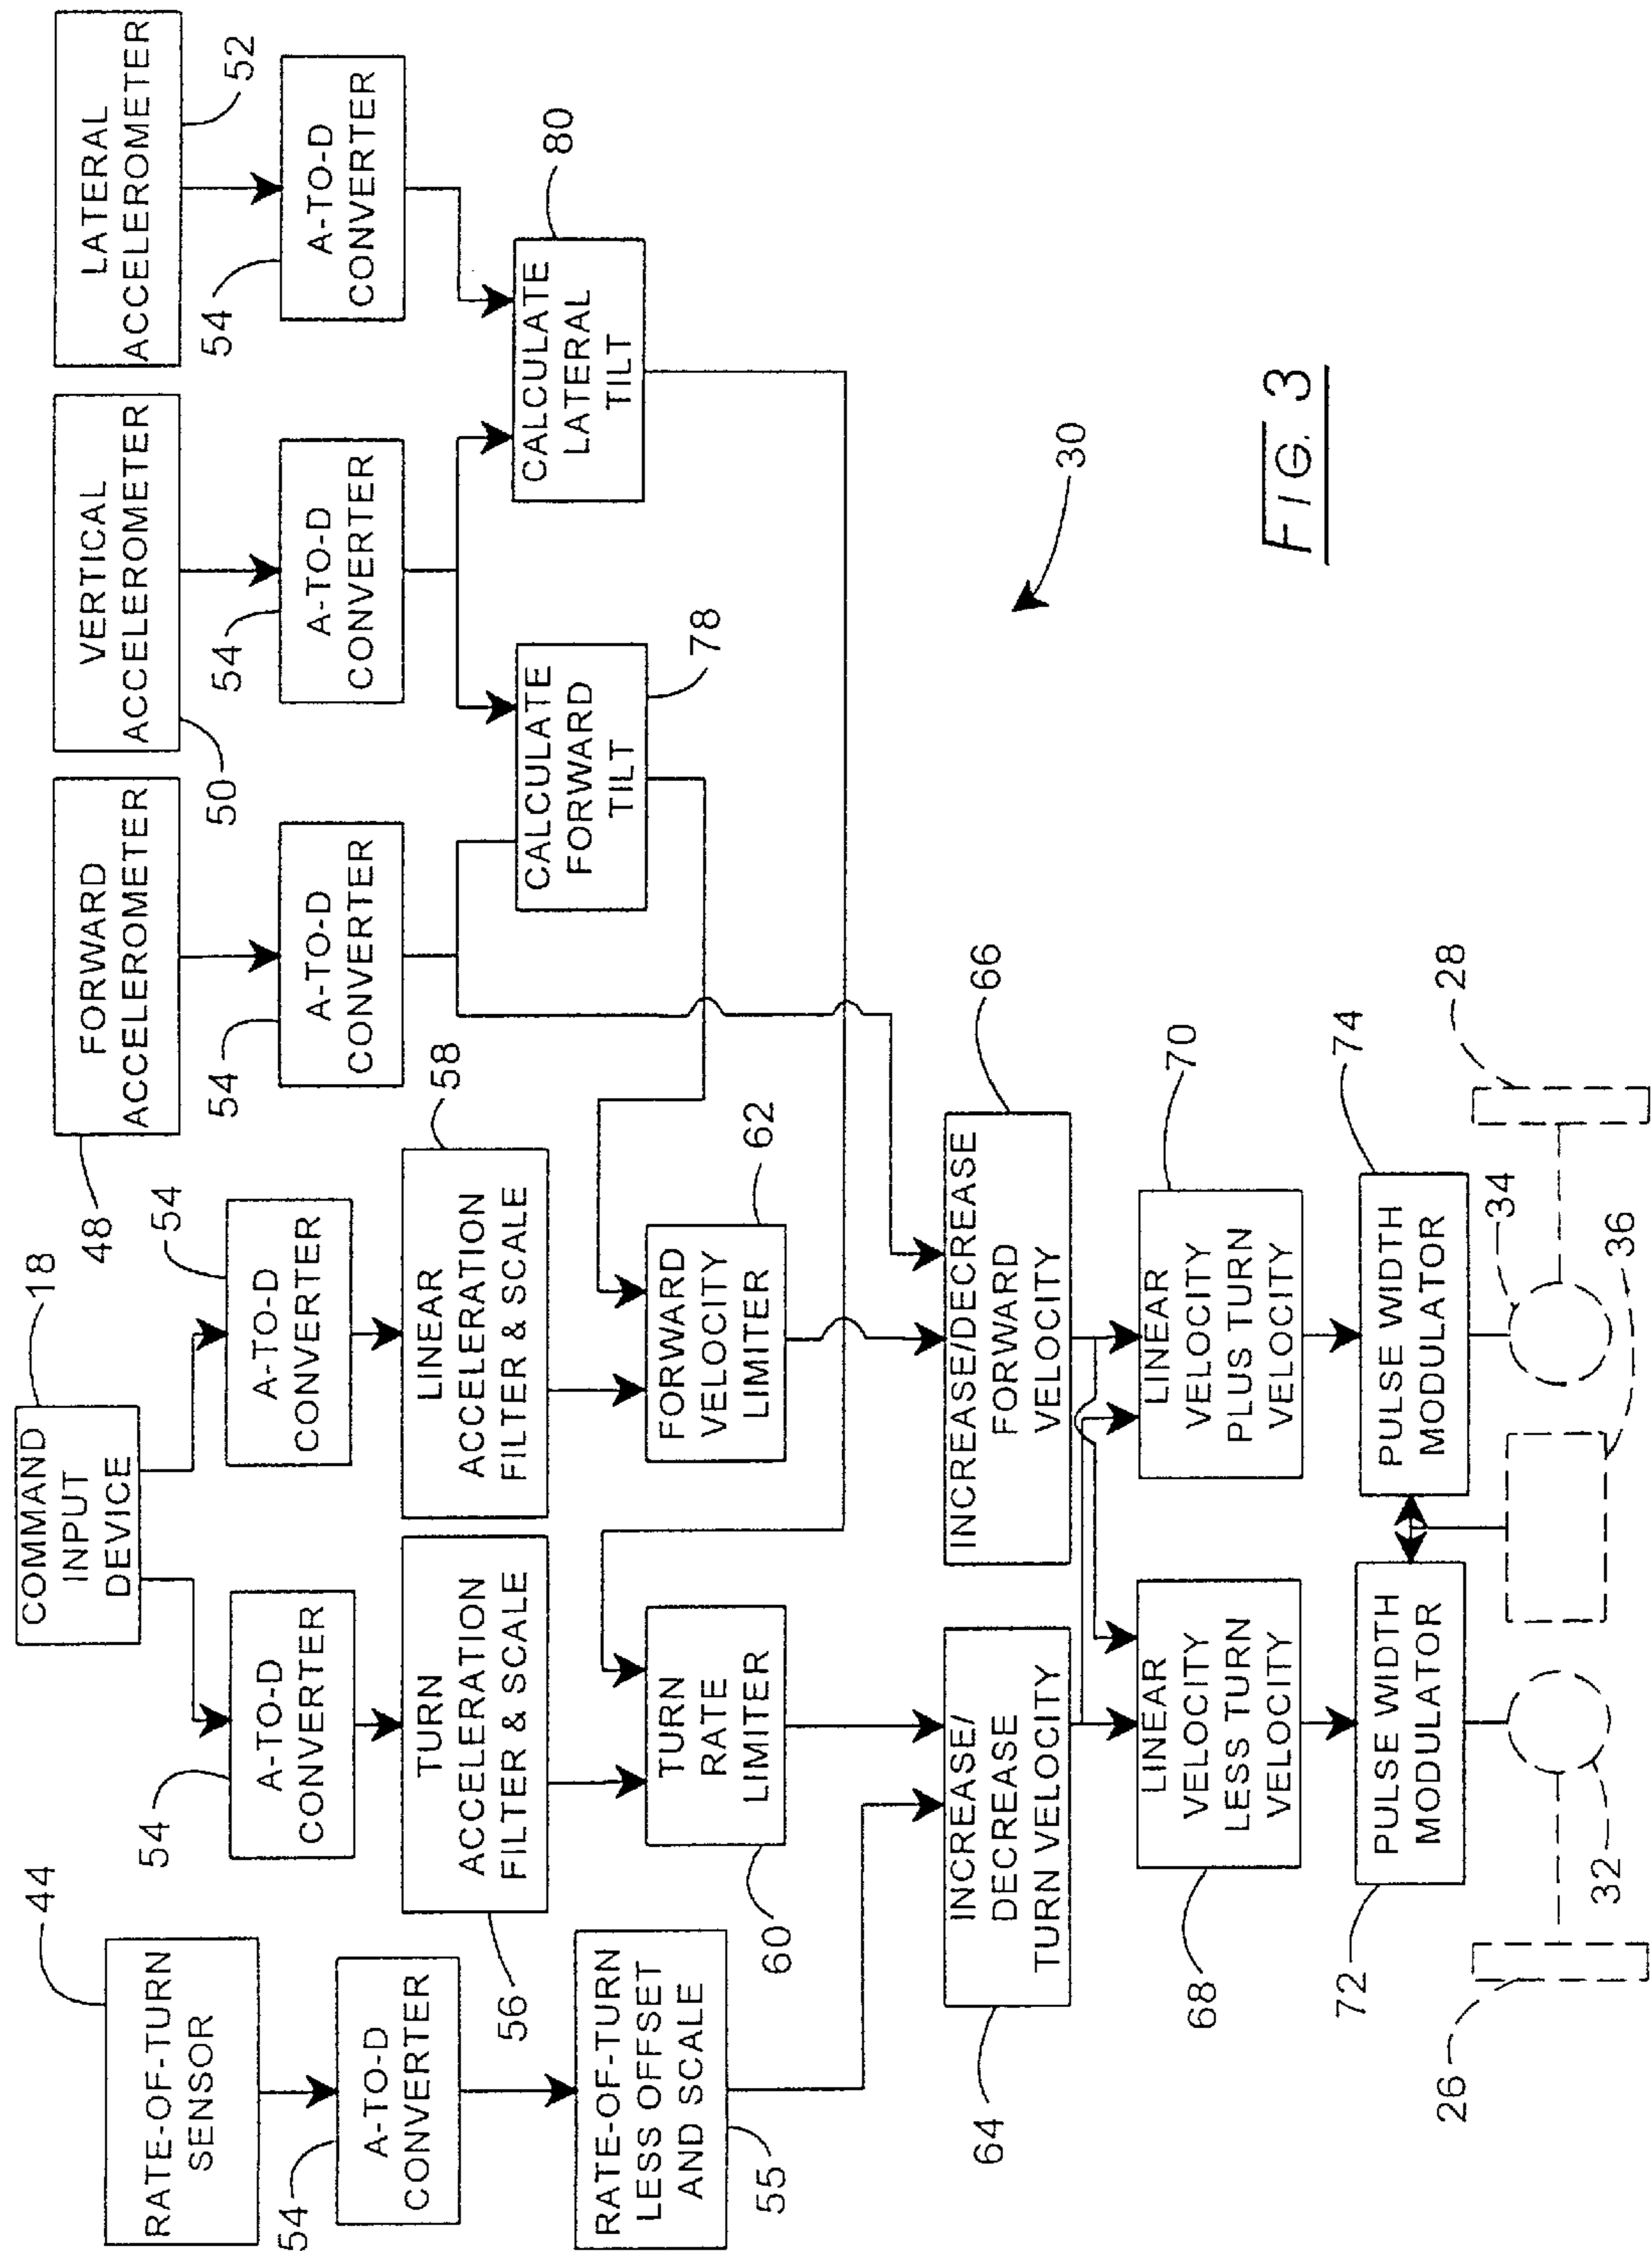 RATE-OF-TURN
SENSOR
44
A-TO-D
CONVERTER
54
RATE-OF-TURN
LESS OFFSET
AND SCALE
55
COMMAND
INPUT
DEVICE
18
A-TO-D
CONVERTER
54
A-TO-D
CONVERTER
54
TURN
ACCELERATION
FILTER & SCALE
56
LINEAR
ACCELERATION
FILTER & SCALE
58
TURN
RATE
LIMITER
60
FORWARD
VELOCITY
LIMITER
62
FORWARD
ACCELEROMETER
48
VERTICAL
ACCELEROMETER
50
LATERAL
ACCELEROMETER
52
A-TO-D
CONVERTER
54
A-TO-D
CONVERTER
54
A-TO-D
CONVERTER
54
CALCULATE
FORWARD
TILT
78
CALCULATE
LATERAL
TILT
80
INCREASE/
DECREASE
TURN VELOCITY
64
INCREASE/DECREASE
FORWARD
VELOCITY
66
LINEAR
VELOCITY
LESS TURN
VELOCITY
68
LINEAR
VELOCITY
PLUS TURN
VELOCITY
70
PULSE WIDTH
MODULATOR
72
PULSE WIDTH
MODULATOR
74
26
32
36
34
28
30
FIG. 3